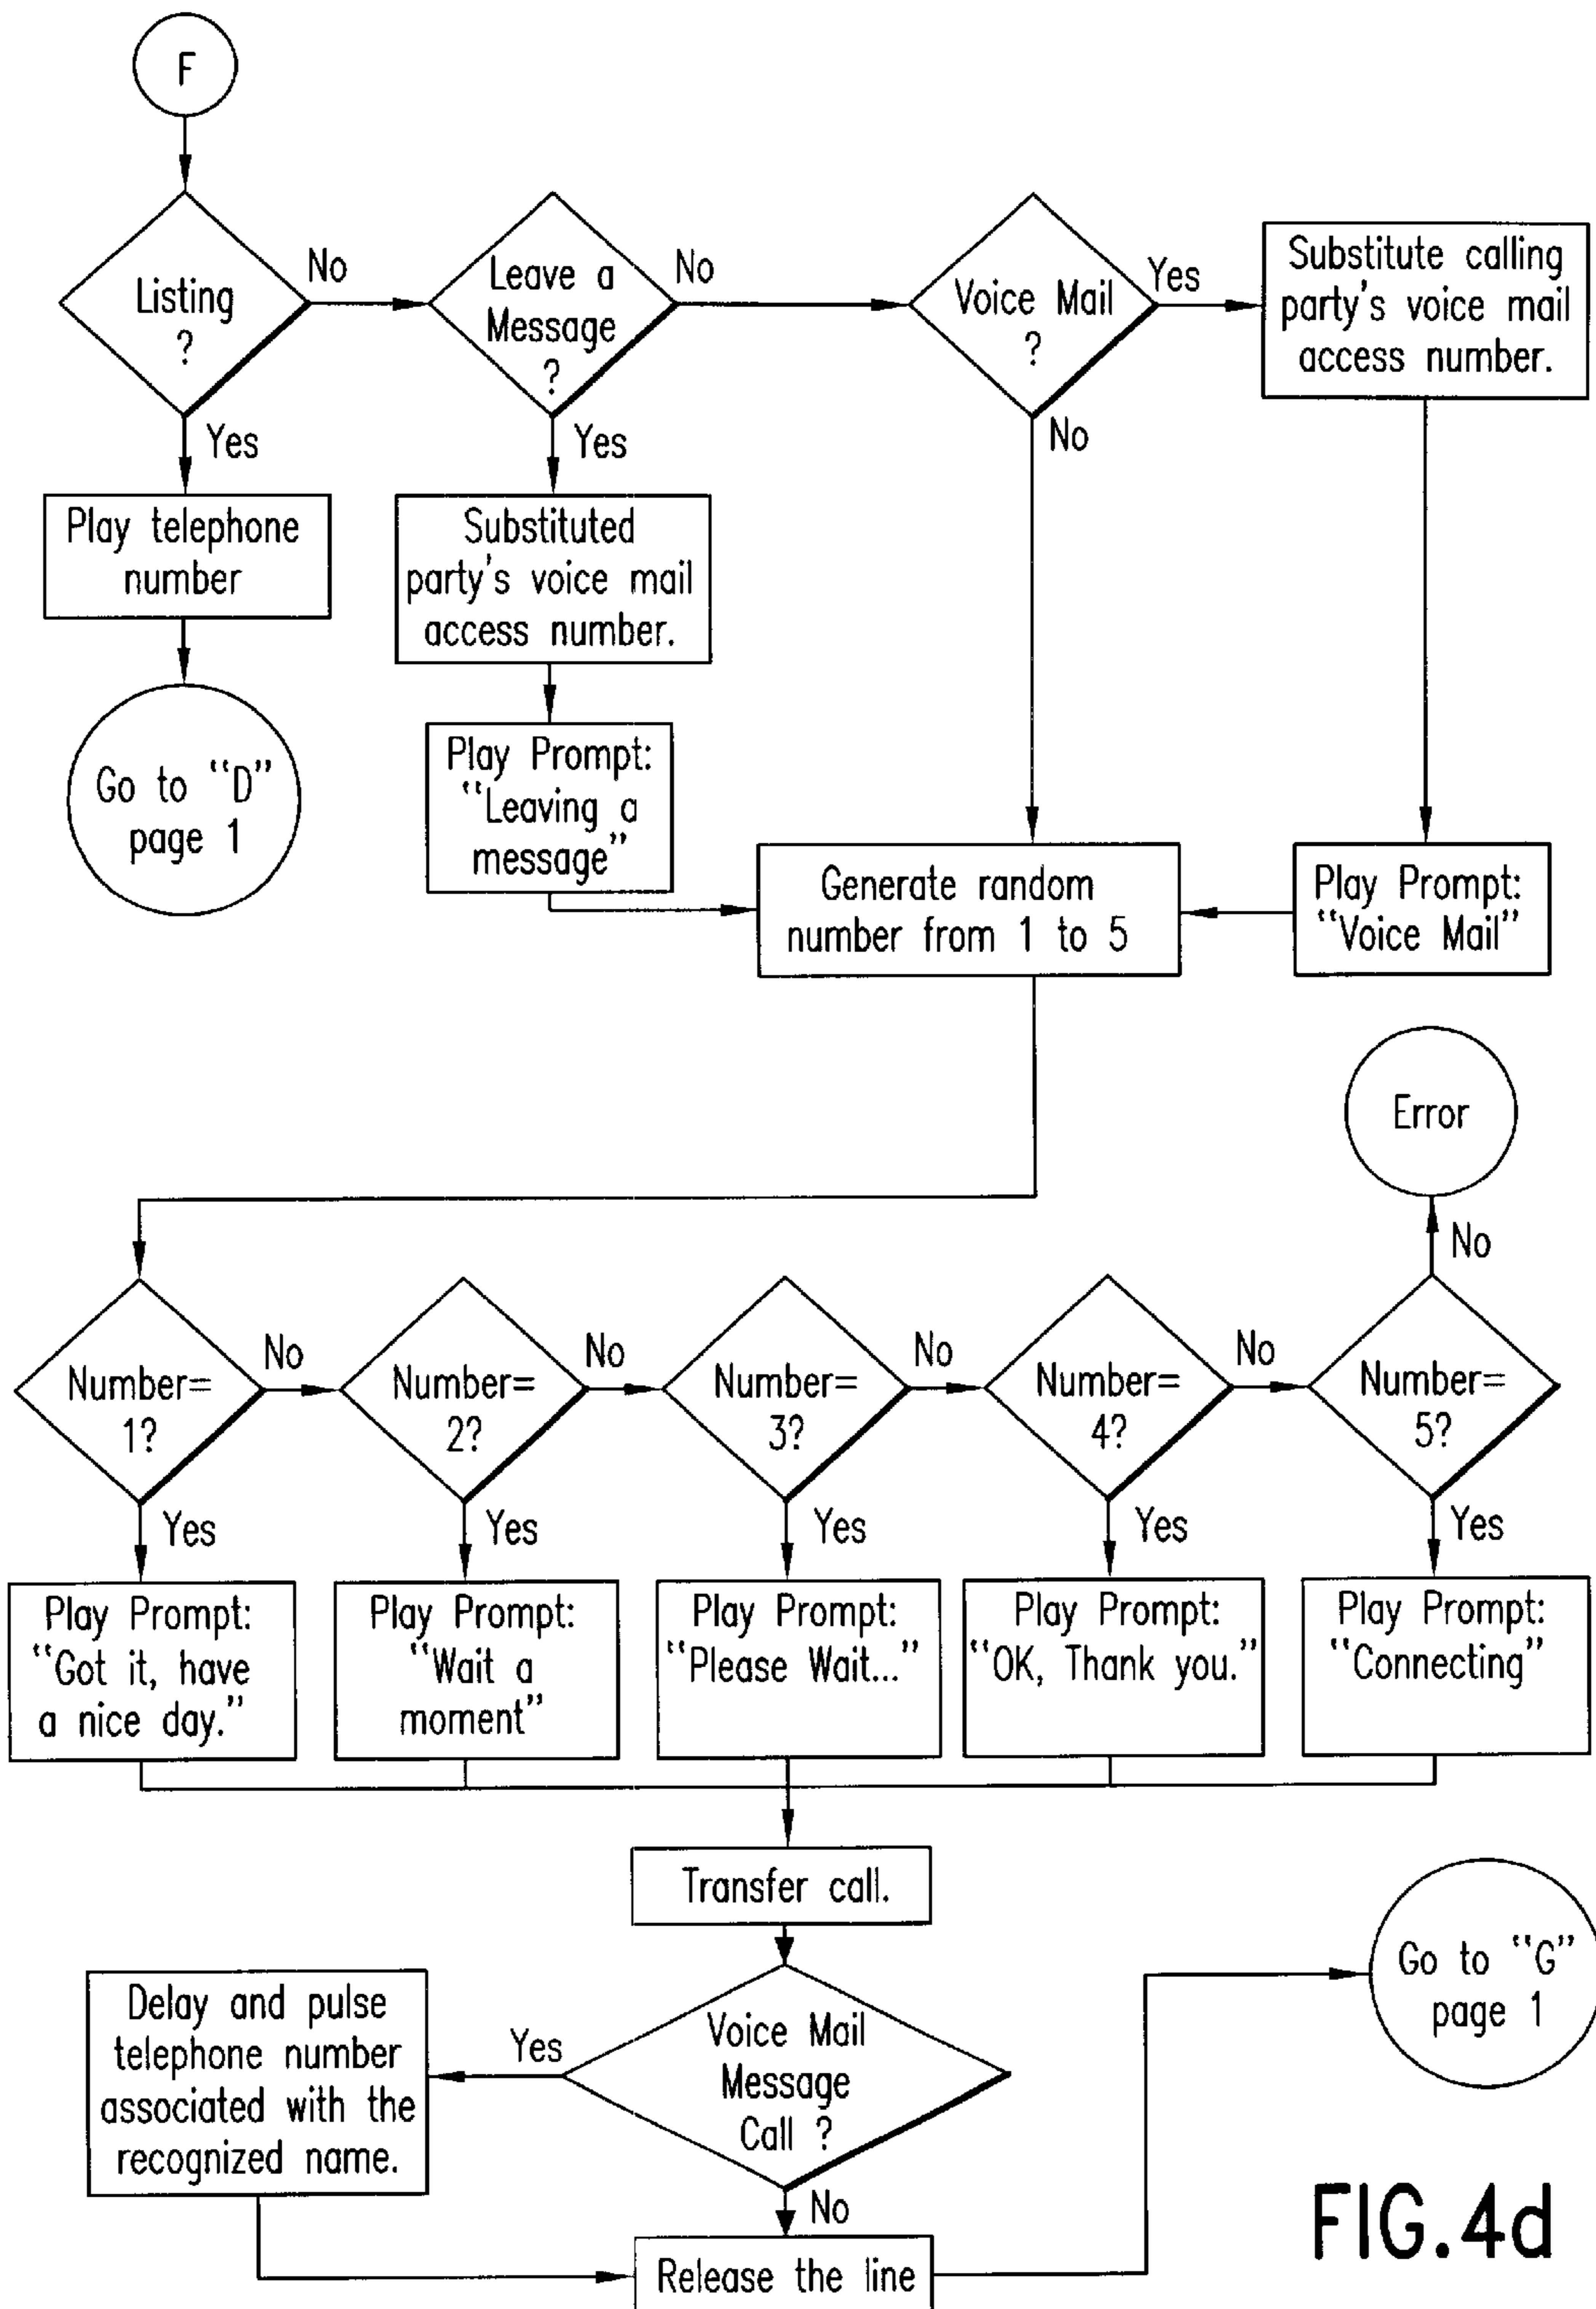 F
Listing
?
No
Leave a
Message
?
No
Voice Mail
?
Yes
Substitute calling
party's voice mail
access number.
Yes
Yes
No
Play telephone
number
Substituted
party's voice mail
access number.
Go to “D”
page 1
Play Prompt:
“Leaving a
message”
Generate random
number from 1 to 5
Play Prompt:
“Voice Mail”
Error
No
Number=
1?
No
Number=
2?
No
Number=
3?
No
Number=
4?
No
Number=
5?
Yes
Yes
Yes
Yes
Yes
Play Prompt:
“Got it, have
a nice day.”
Play Prompt:
“Wait a
moment”
Play Prompt:
“Please Wait...”
Play Prompt:
“OK, Thank you.”
Play Prompt:
“Connecting”
Transfer call.
Go to “G”
page 1
Delay and pulse
telephone number
associated with the
recognized name.
Yes
Voice Mail
Message
Call ?
No
Release the line
FIG.4d